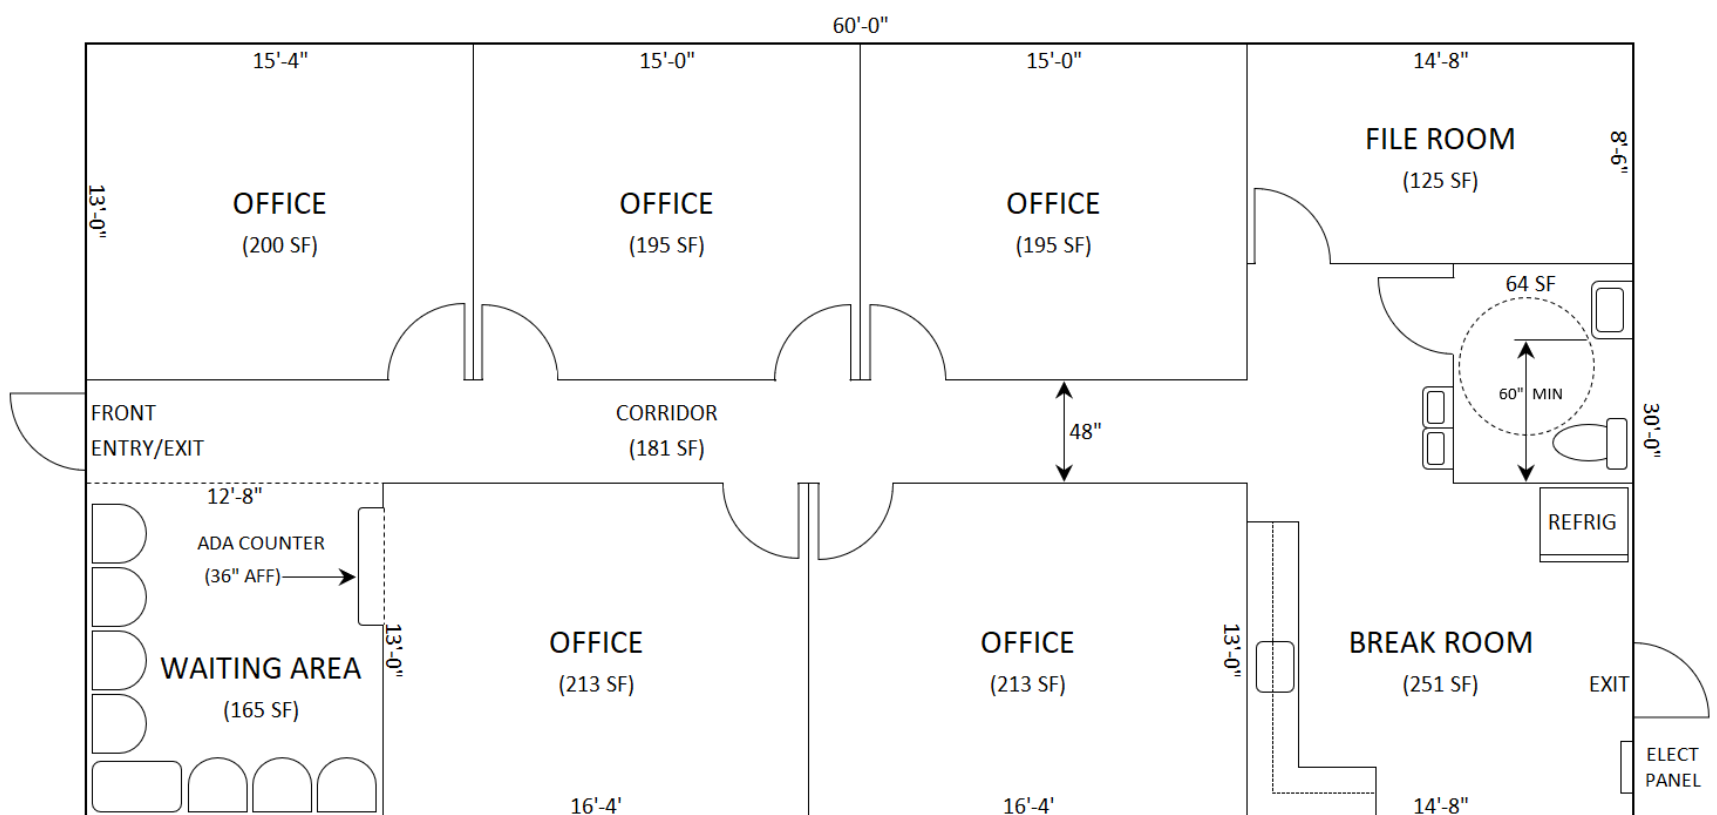 60'-0"
15'-4"
15'-0"
15'-0"
14'-8"
FILE ROOM
(125 SF)
8'-6"
13'-0"
OFFICE
(200 SF)
OFFICE
(195 SF)
OFFICE
(195 SF)
64 SF
60" MIN
FRONT
ENTRY/EXIT
CORRIDOR
(181 SF)
48"
30'-0"
12'-8"
ADA COUNTER
(36" AFF)
REFRIG
WAITING AREA
(165 SF)
13'-0"
OFFICE
(213 SF)
OFFICE
(213 SF)
13'-0"
BREAK ROOM
(251 SF)
EXIT
ELECT
PANEL
16'-4'
16'-4'
14'-8"